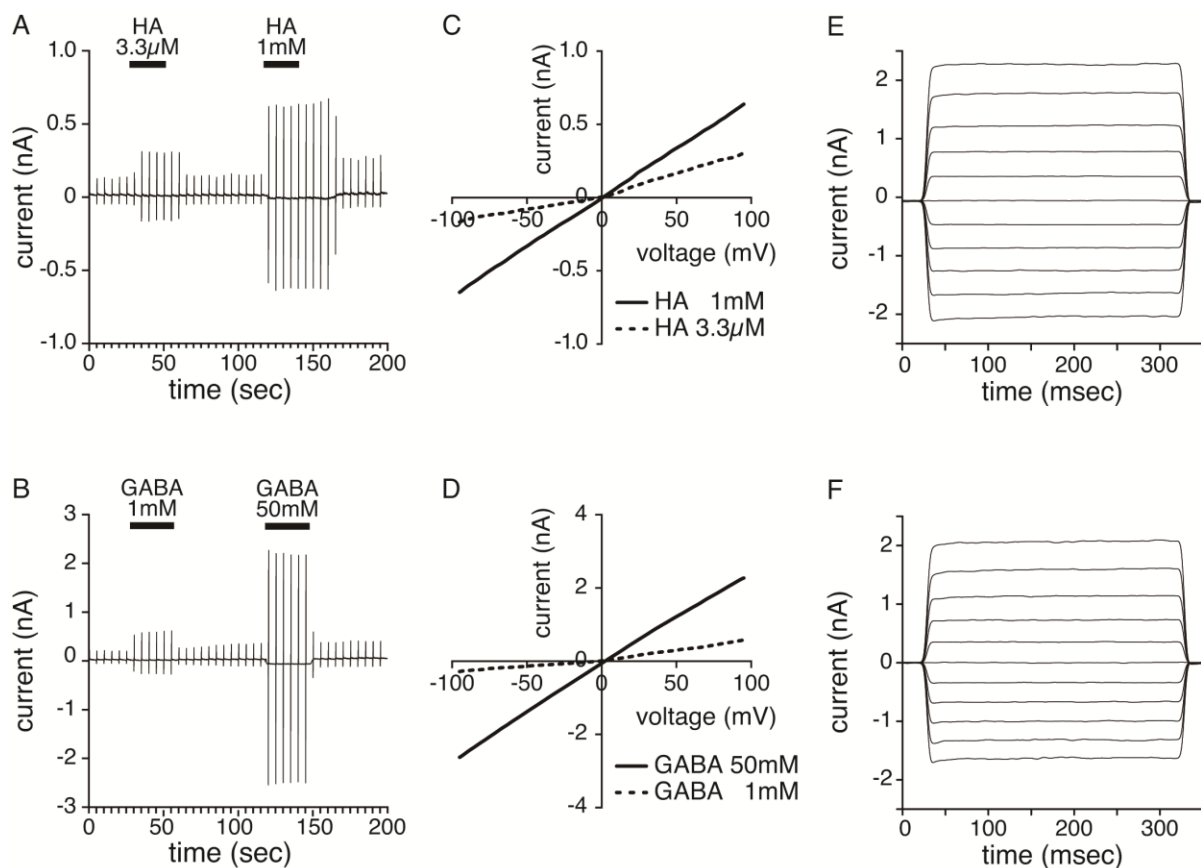 A
HA
3.3µM
HA
1mM
1.0
0.5
0
-0.5
-1.0
current (nA)
0 50 100 150 200
time (sec)
C
current (nA)
1.0
0.5
0
-0.5
-1.0
-100 -50 0 50 100
voltage (mV)
HA 1mM
HA 3.3µM
E
current (nA)
2
1
0
-1
-2
0 100 200 300
time (msec)
B
GABA
1mM
GABA
50mM
3
2
1
0
-1
-2
-3
current (nA)
0 50 100 150 200
time (sec)
D
current (nA)
4
2
0
-2
-4
-100 -50 0 50 100
voltage (mV)
GABA 50mM
GABA 1mM
F
current (nA)
2
1
0
-1
-2
0 100 200 300
time (msec)